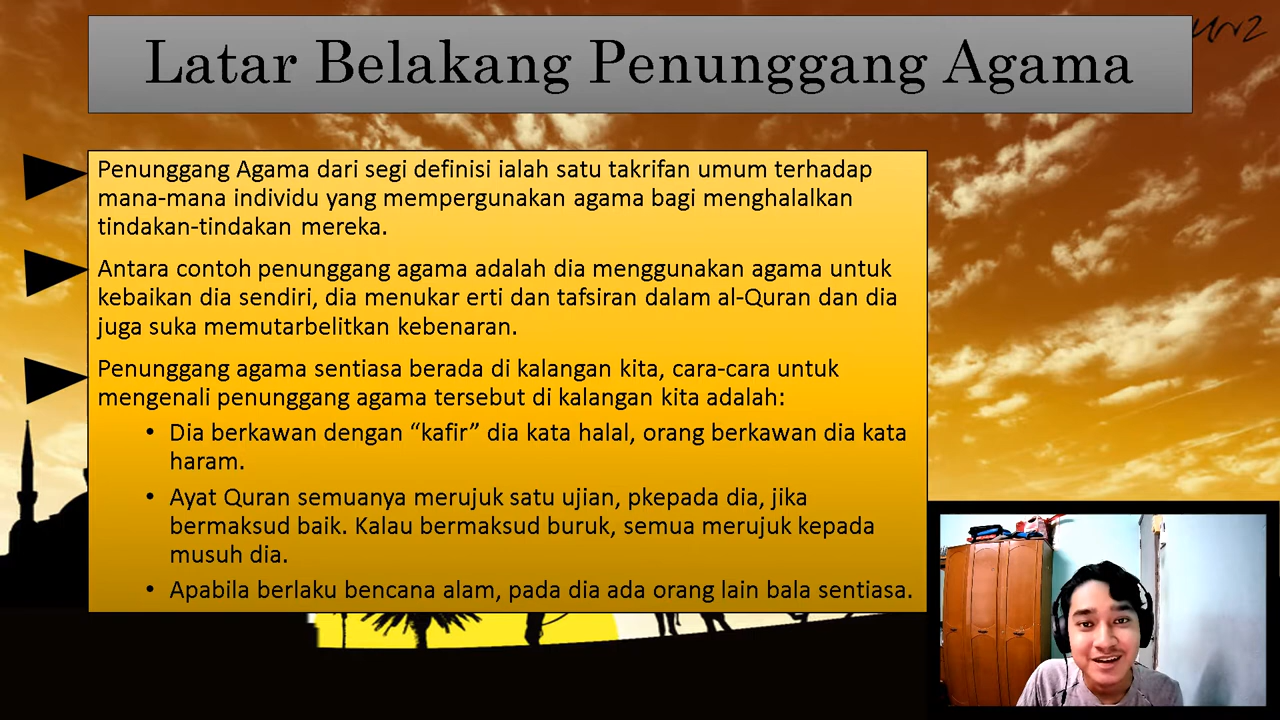 Latar Belakang Penunggang Agama
Penunggang Agama dari segi definisi ialah satu takrifan umum terhadap
mana-mana individu yang mempergunakan agama bagi menghalalkan
tindakan-tindakan mereka.
Antara contoh penunggang agama adalah dia menggunakan agama untuk
kebaikan dia sendiri, dia menukar erti dan tafsiran dalam al-Quran dan dia
juga suka memutarbelitkan kebenaran.
Penunggang agama sentiasa berada di kalangan kita, cara-cara untuk
mengenali penunggang agama tersebut di kalangan kita adalah:
• Dia berkawan dengan “kafir” dia kata halal, orang berkawan dia kata
haram.
• Ayat Quran semuanya merujuk satu ujian, pkepada dia, jika
bermaksud baik. Kalau bermaksud buruk, semua merujuk kepada
musuh dia.
• Apabila berlaku bencana alam, pada dia ada orang lain bala sentiasa.